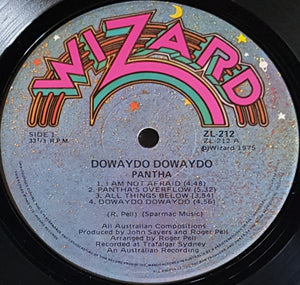 WIZARD
SIDE 1
33⅓ R.P.M.
ZL-212
ZL-212 A
℗Wizard 1975
DOWAYDO DOWAYDO
PANTHA
1. I AM NOT AFRAID (4.48)
2. PANTHA'S OVERFLOW (5.32)
3. ALL THINGS BELOW (3.54)
4. DOWAYDO DOWAYDO (4.56)
(R. Pell) (Sparmac Music)
All Australian Compositions
Produced by John Sayers and Roger Pell
Arranged by Roger Pell
Recorded at Trafalgar Sydney
An Australian Recording